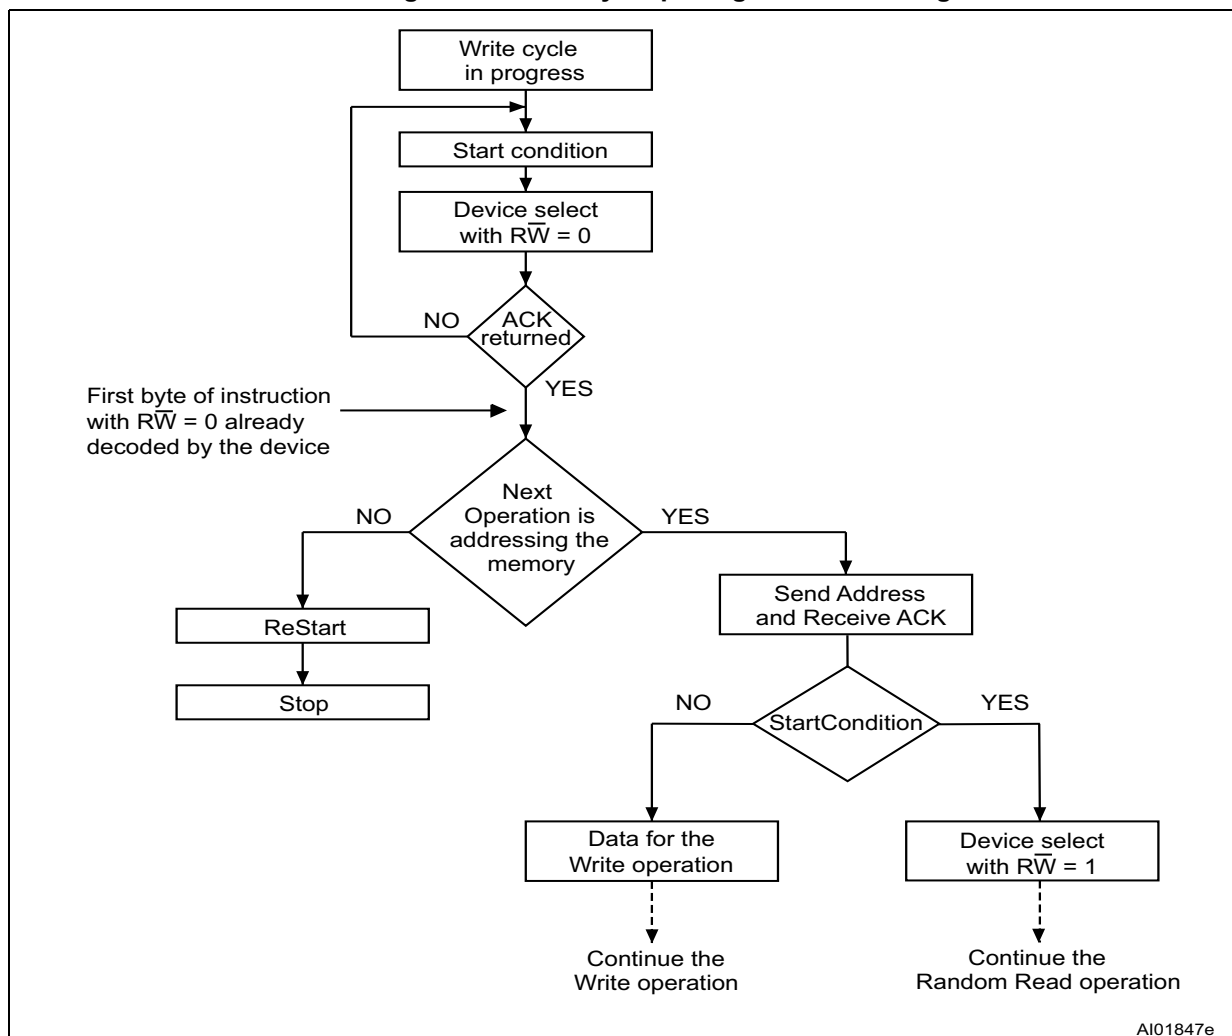 Write cycle
in progress
Start condition
Device select
with RW̅ = 0
NO
ACK
returned
YES
First byte of instruction
with RW̅ = 0 already
decoded by the device
Next
Operation is
addressing the
memory
NO
YES
Send Address
and Receive ACK
ReStart
Stop
NO
StartCondition
YES
Data for the
Write operation
Device select
with RW̅ = 1
Continue the
Write operation
Continue the
Random Read operation
AI01847e